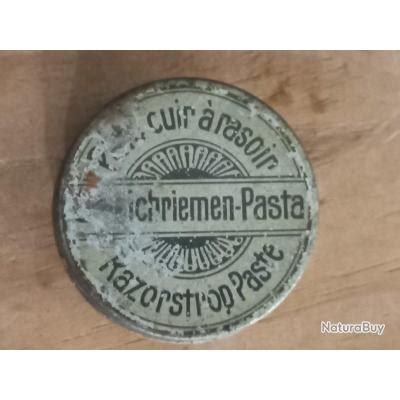 cuir à rasoir
chriemen-Pasta
Razorstrop Paste
NaturaBuy